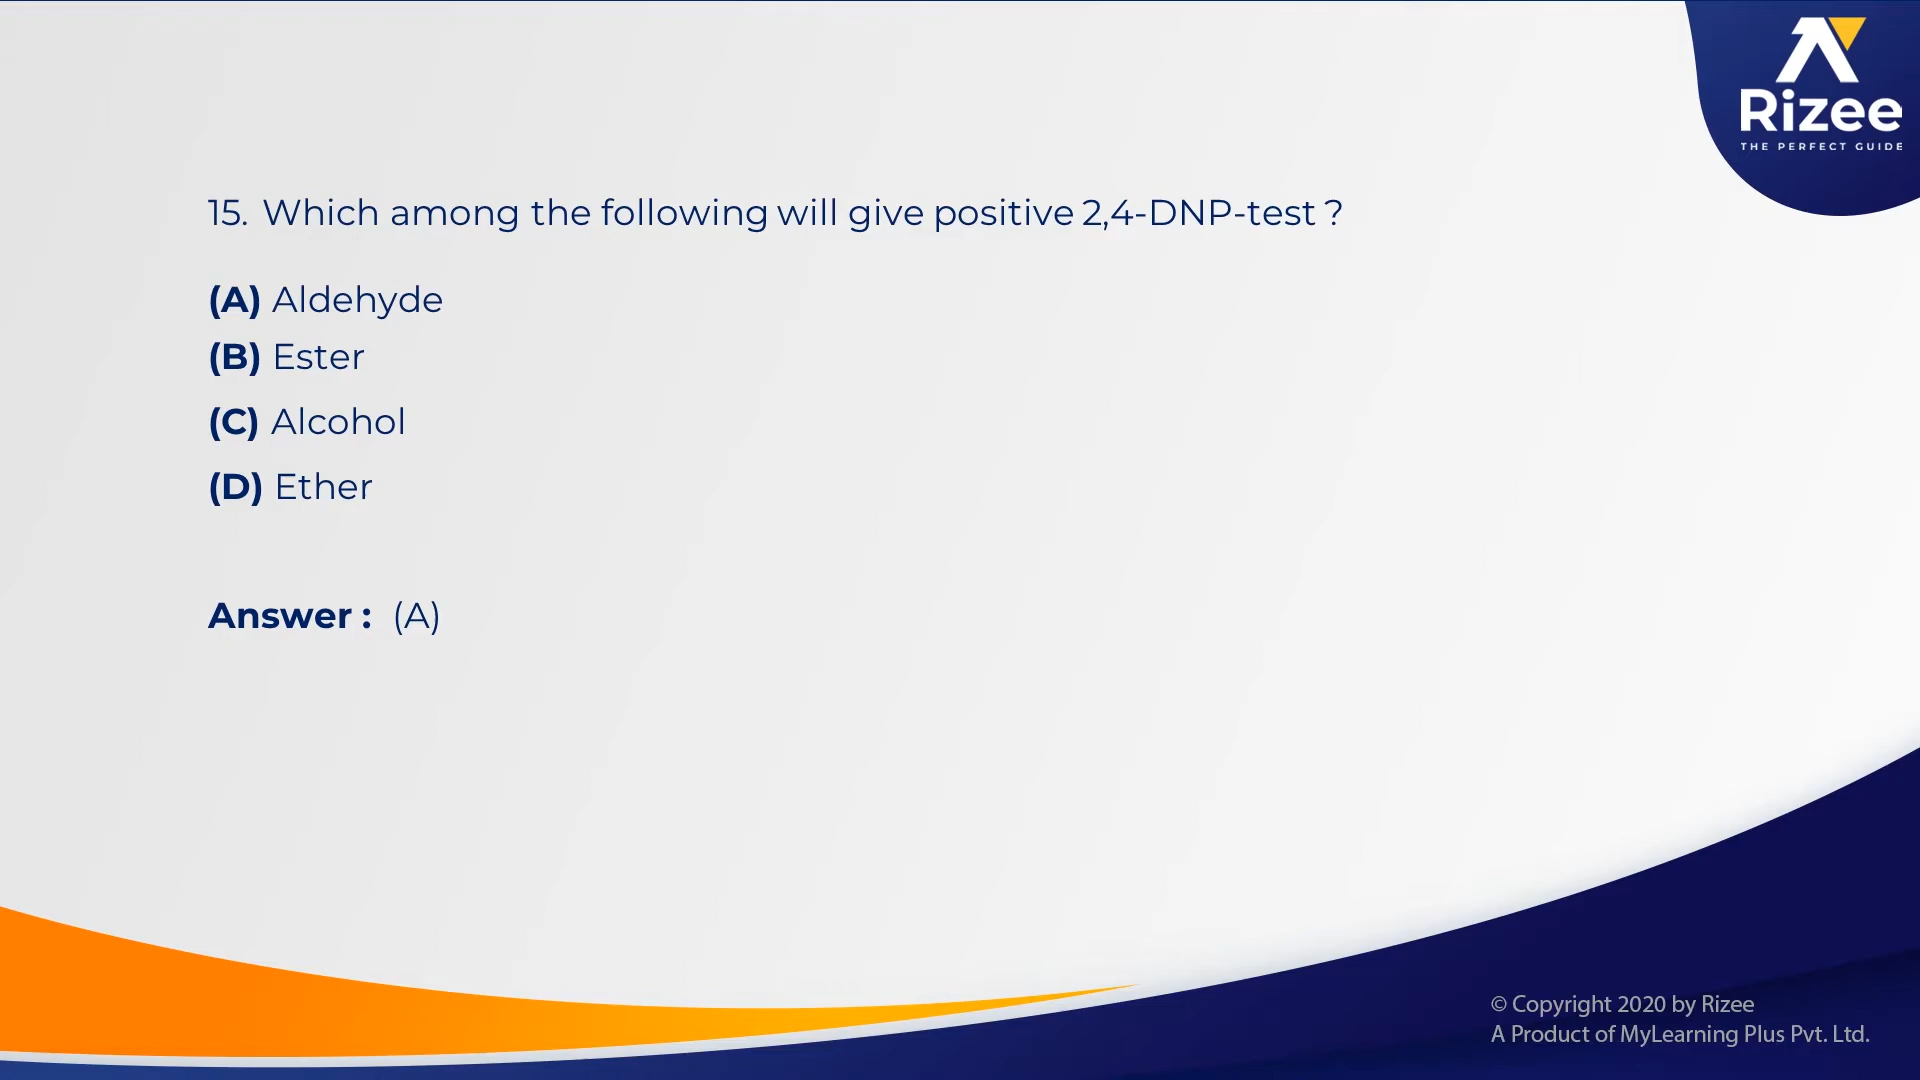 Rizee
THE PERFECT GUIDE
15. Which among the following will give positive 2,4-DNP-test ?
(A) Aldehyde
(B) Ester
(C) Alcohol
(D) Ether
Answer : (A)
© Copyright 2020 by Rizee
A Product of MyLearning Plus Pvt. Ltd.